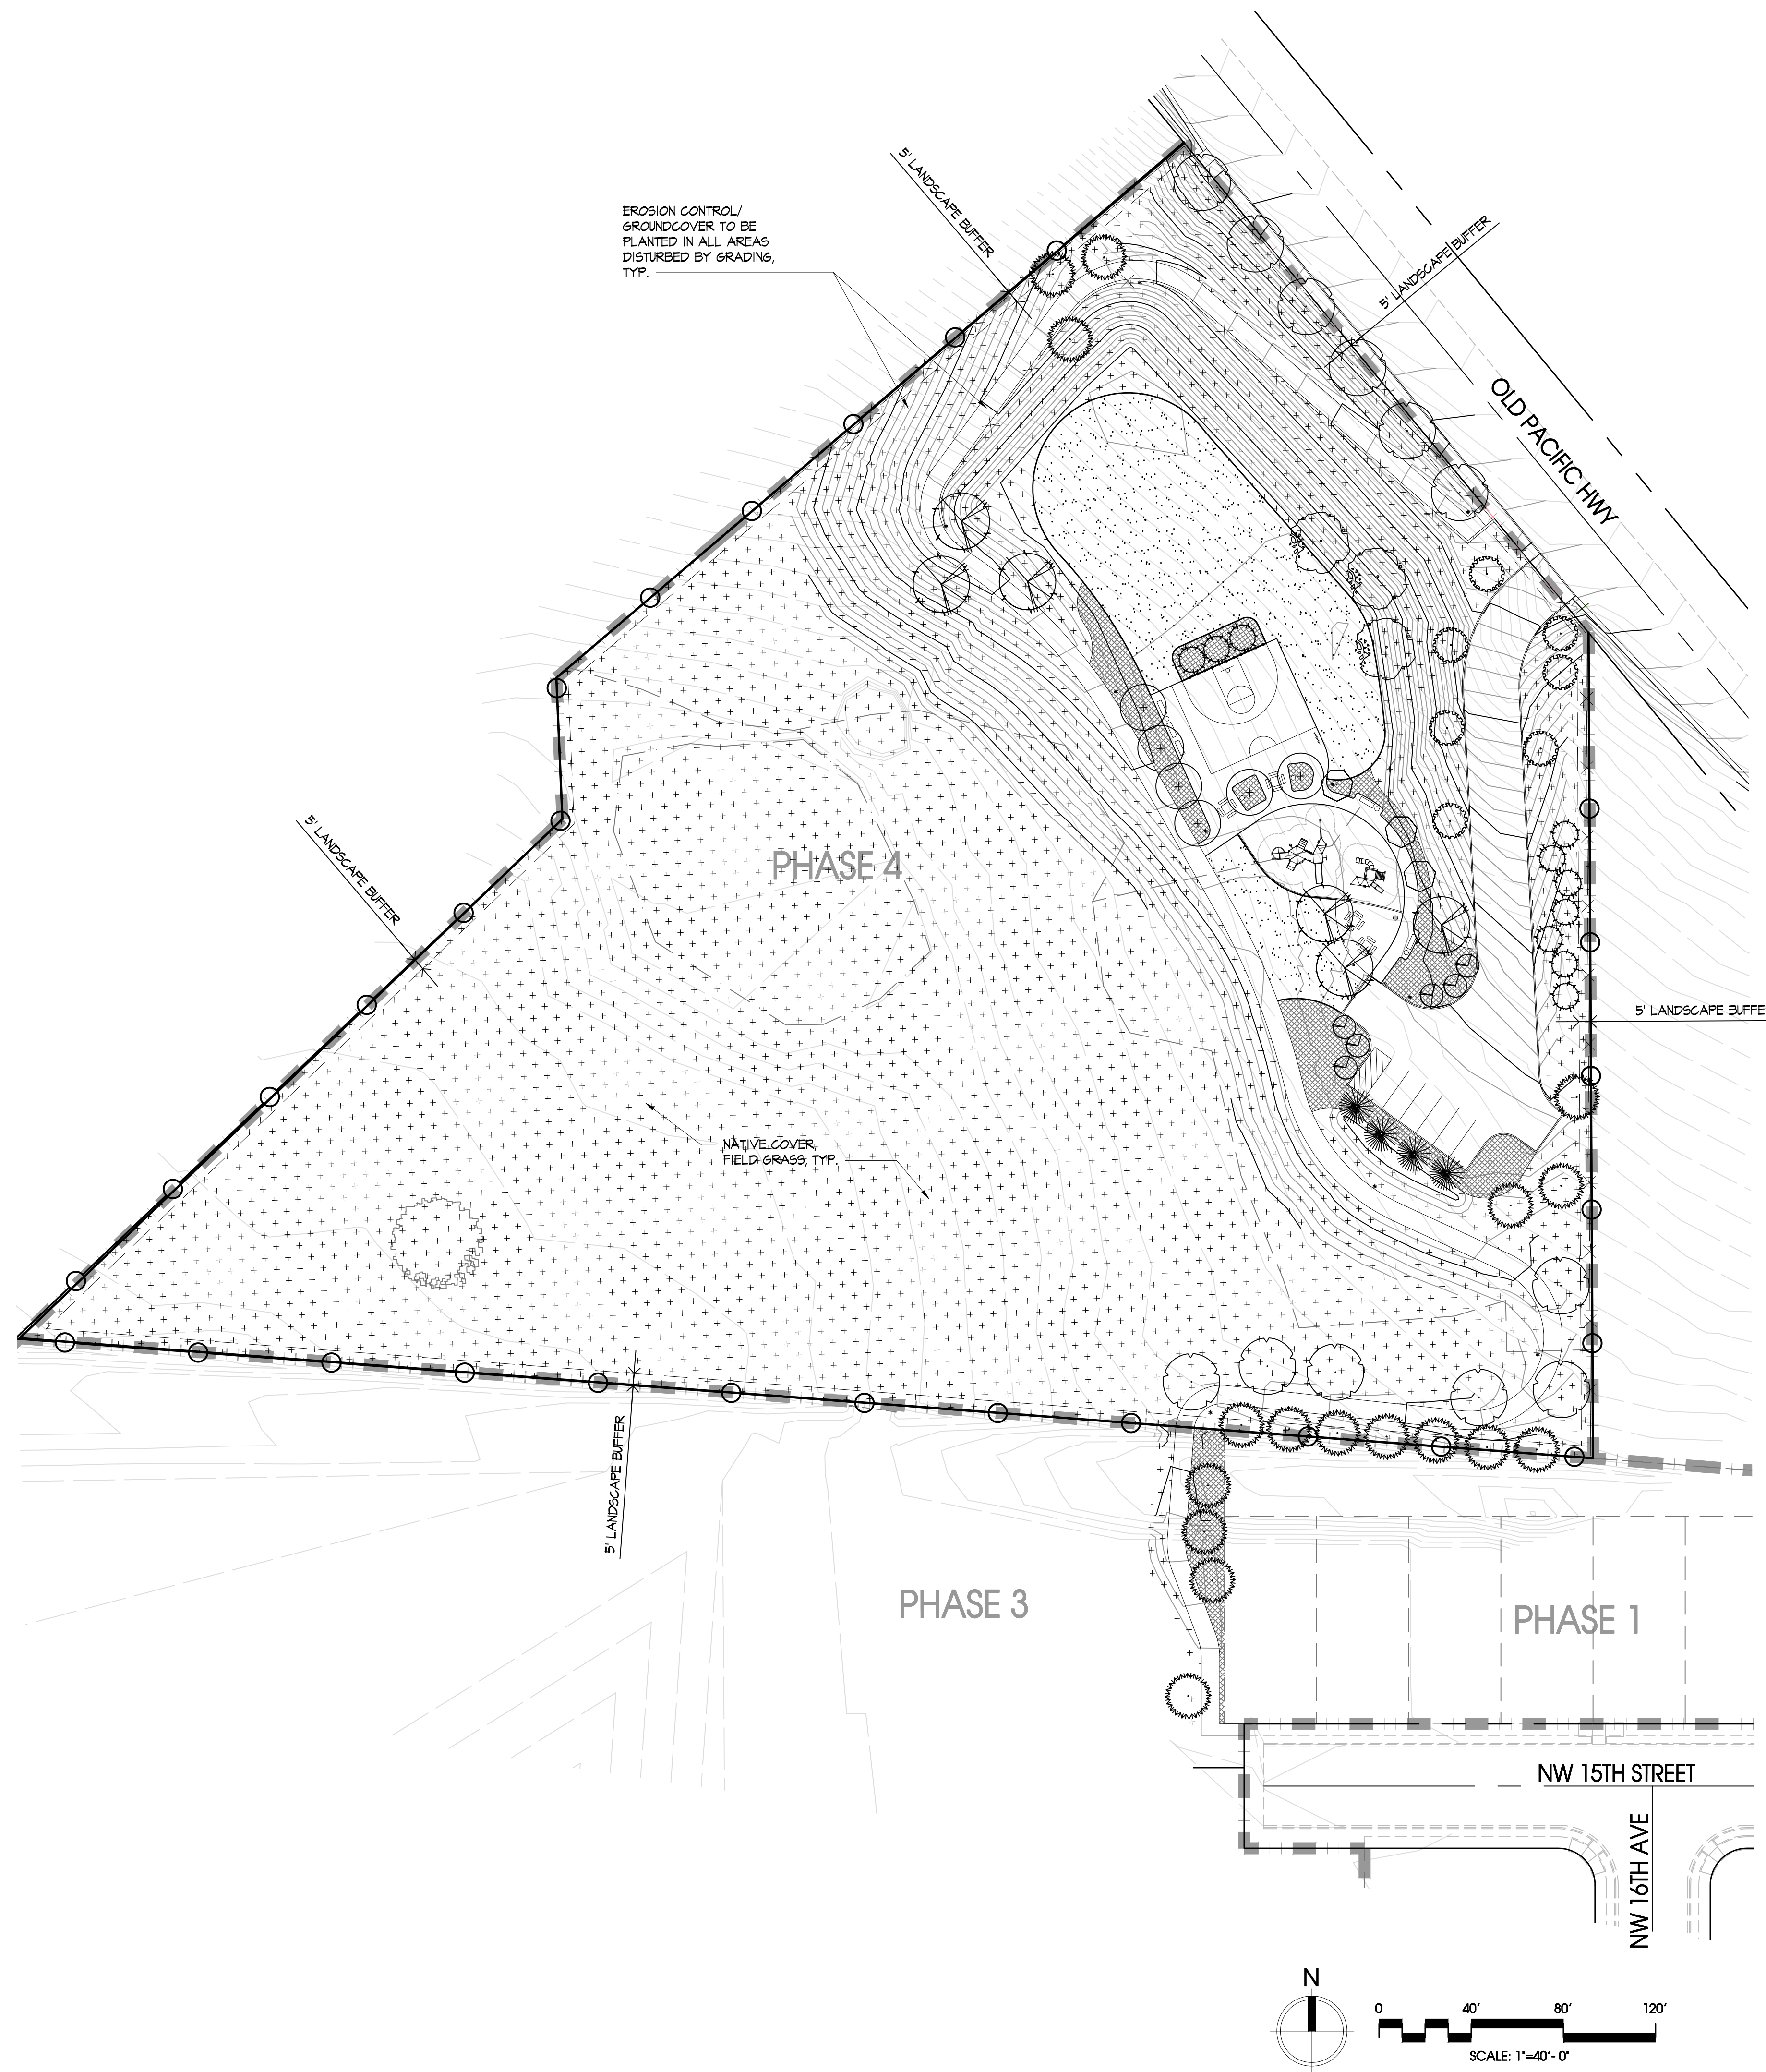 5' LANDSCAPE BUFFER
EROSION CONTROL/
GROUNDCOVER TO BE
PLANTED IN ALL AREAS
DISTURBED BY GRADING,
TYP.
5' LANDSCAPE BUFFER
OLD PACIFIC HWY
5' LANDSCAPE BUFFER
PHASE 4
5' LANDSCAPE BUFFE
NATIVE COVER,
FIELD GRASS, TYP.
5' LANDSCAPE BUFFER
PHASE 3
PHASE 1
NW 15TH STREET
NW 16TH AVE
N
0 40' 80' 120'
SCALE: 1"=40'-0"